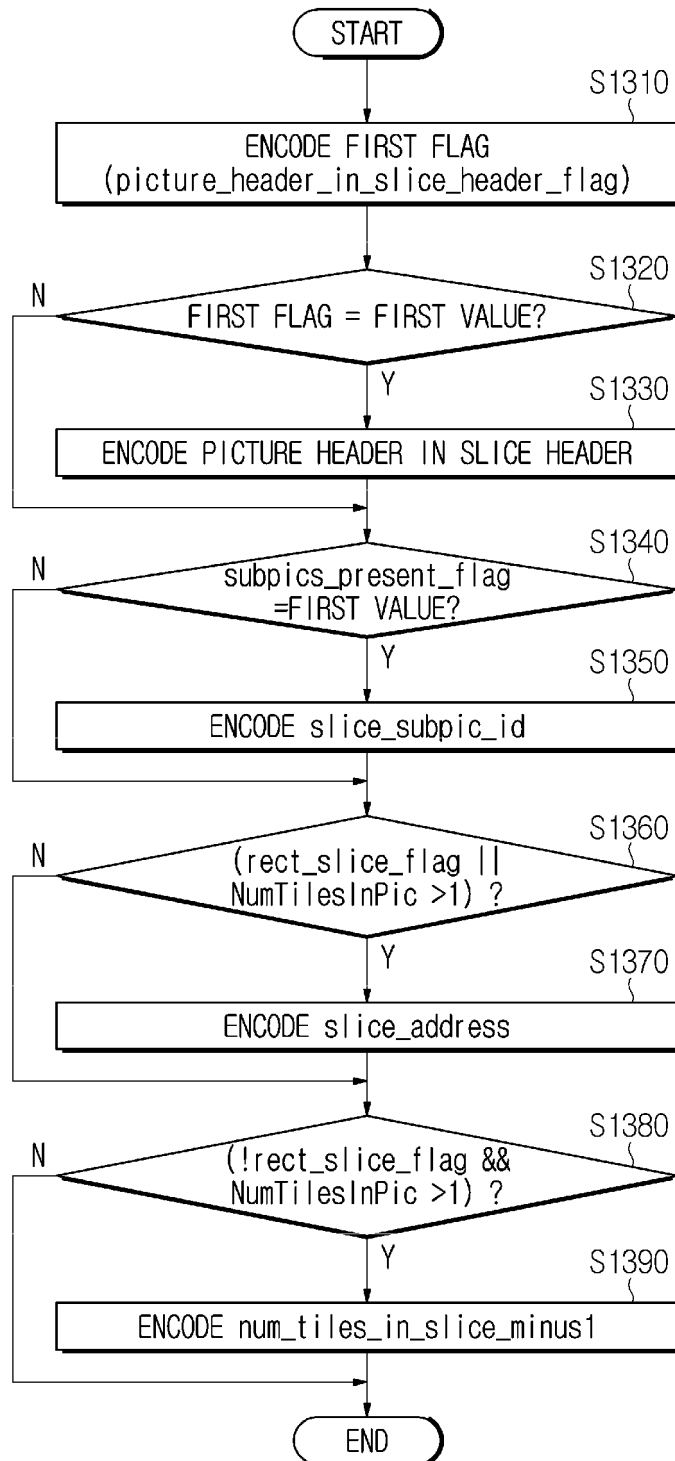 START
S1310
ENCODE FIRST FLAG
(picture_header_in_slice_header_flag)
S1320
N
FIRST FLAG = FIRST VALUE?
Y
S1330
ENCODE PICTURE HEADER IN SLICE HEADER
S1340
N
subpics_present_flag
=FIRST VALUE?
Y
S1350
ENCODE slice_subpic_id
S1360
N
(rect_slice_flag ||
NumTilesInPic >1) ?
Y
S1370
ENCODE slice_address
S1380
N
(!rect_slice_flag &&
NumTilesInPic >1) ?
Y
S1390
ENCODE num_tiles_in_slice_minus1
END